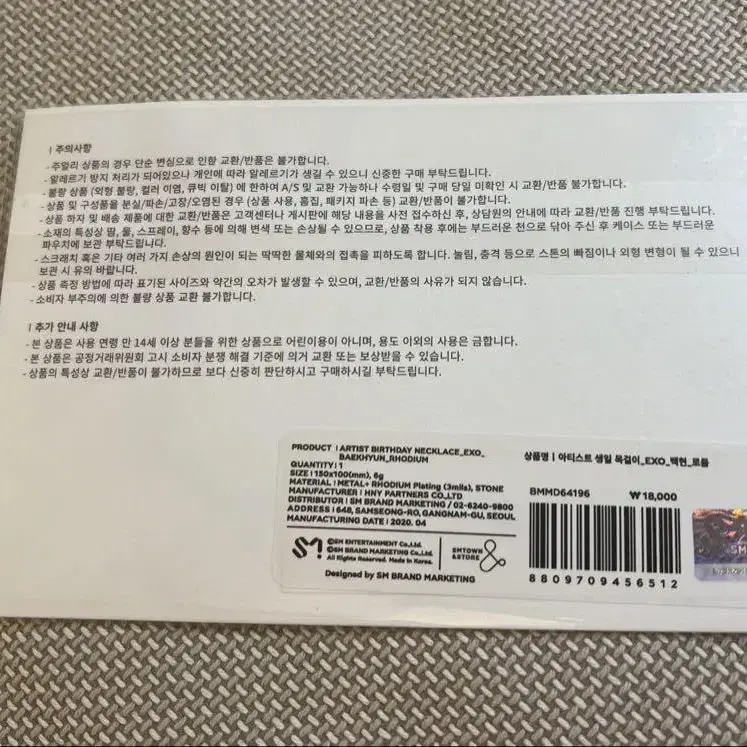 | 주의사항
- 주얼리 상품의 경우 단순 변심으로 인향 교환/반품은 불가합니다.
- 알레르기 방지 처리가 되어있으나 개인에 따라 알레르기가 생길 수 있으니 신중한 구매 부탁드립니다.
- 불량 상품 (외형 불량, 컬러 이염, 큐빅 이탈) 에 한하여 A/S 및 교환 가능하나 수령일 및 구매 당일 미확인 시 교환/반품 불가합니다.
- 상품 및 구성품을 분실/파손/고장/오염된 경우 (상품 사용, 흠집, 패키지 파손 등) 교환/반품이 불가합니다.
- 상품 하자 및 배송 제품에 대한 교환/반품은 고객센터나 게시판에 해당 내용을 사전 접수하신 후, 상담원의 안내에 따라 교환/반품 진행 부탁드립니다.
- 소재의 특성상 땀, 물, 스프레이, 향수 등에 의해 변색 또는 손상될 수 있으므로, 상품 착용 후에는 부드러운 천으로 닦아 주신 후 케이스 또는 부드러운
파우치에 보관 부탁드립니다.
- 스크래치 혹은 기타 여러 가지 손상의 원인이 되는 딱딱한 물체와의 접촉을 피하도록 합니다. 눌림, 충격 등으로 스톤의 빠짐이나 외형 변형이 될 수 있으니
보관 시 유의 바랍니다.
- 상품 측정 방법에 따라 표기된 사이즈와 약간의 오차가 발생할 수 있으며, 교환/반품의 사유가 되지 않습니다.
- 소비자 부주의에 의한 불량 상품 교환 불가합니다.
| 추가 안내 사항
- 본 상품은 사용 연령 만 14세 이상 분들을 위한 상품으로 어린이용이 아니며, 용도 이외의 사용은 금합니다.
- 본 상품은 공정거래위원회 고시 소비자 분쟁 해결 기준에 의거 교환 또는 보상받을 수 있습니다.
- 상품의 특성상 교환/반품이 불가하므로 보다 신중히 판단하시고 구매하시길 부탁드립니다.
PRODUCT | ARTIST BIRTHDAY NECKLACE_EXO_
BAEKHYUN_RHODIUM
QUANTITY | 1
SIZE | 150x100(mm), 6g
MATERIAL | METAL+ RHODIUM Plating (3mils), STONE
MANUFACTURER | HNY PARTNERS CO.,LTD
DISTRIBUTOR | SM BRAND MARKETING / 02-6240-9800
ADDRESS | 648, SAMSEONG-RO, GANGNAM-GU, SEOUL
MANUFACTURING DATE | 2020. 04
SM
©SM ENTERTAINMENT Co.,Ltd.
©SM BRAND MARKETING Co.,Ltd.
All Rights Reserved. Made in Korea.
SMTOWN
&STORE
Designed by SM BRAND MARKETING
상품명 | 아티스트 생일 목걸이_EXO_백현_로듐
BMMD64196 ₩18,000
8809709456512
SM